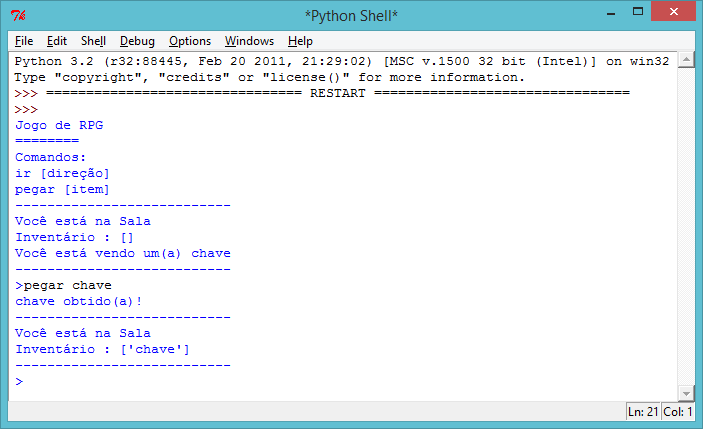 *Python Shell*
File Edit Shell Debug Options Windows Help
Python 3.2 (r32:88445, Feb 20 2011, 21:29:02) [MSC v.1500 32 bit (Intel)] on win32
Type "copyright", "credits" or "license()" for more information.
>>> ================================ RESTART ================================
>>>
Jogo de RPG
========
Comandos:
ir [direção]
pegar [item]
---------------------------
Você está na Sala
Inventário : []
Você está vendo um(a) chave
---------------------------
>pegar chave
chave obtido(a)!
---------------------------
Você está na Sala
Inventário : ['chave']
---------------------------
>
Ln: 21 Col: 1